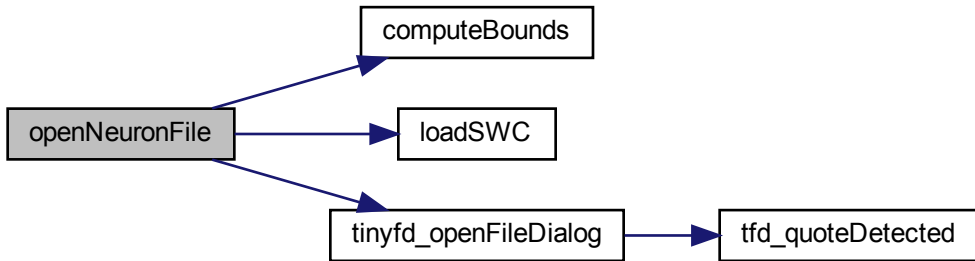 computeBounds
openNeuronFile
loadSWC
tinyfd_openFileDialog
tfd_quoteDetected